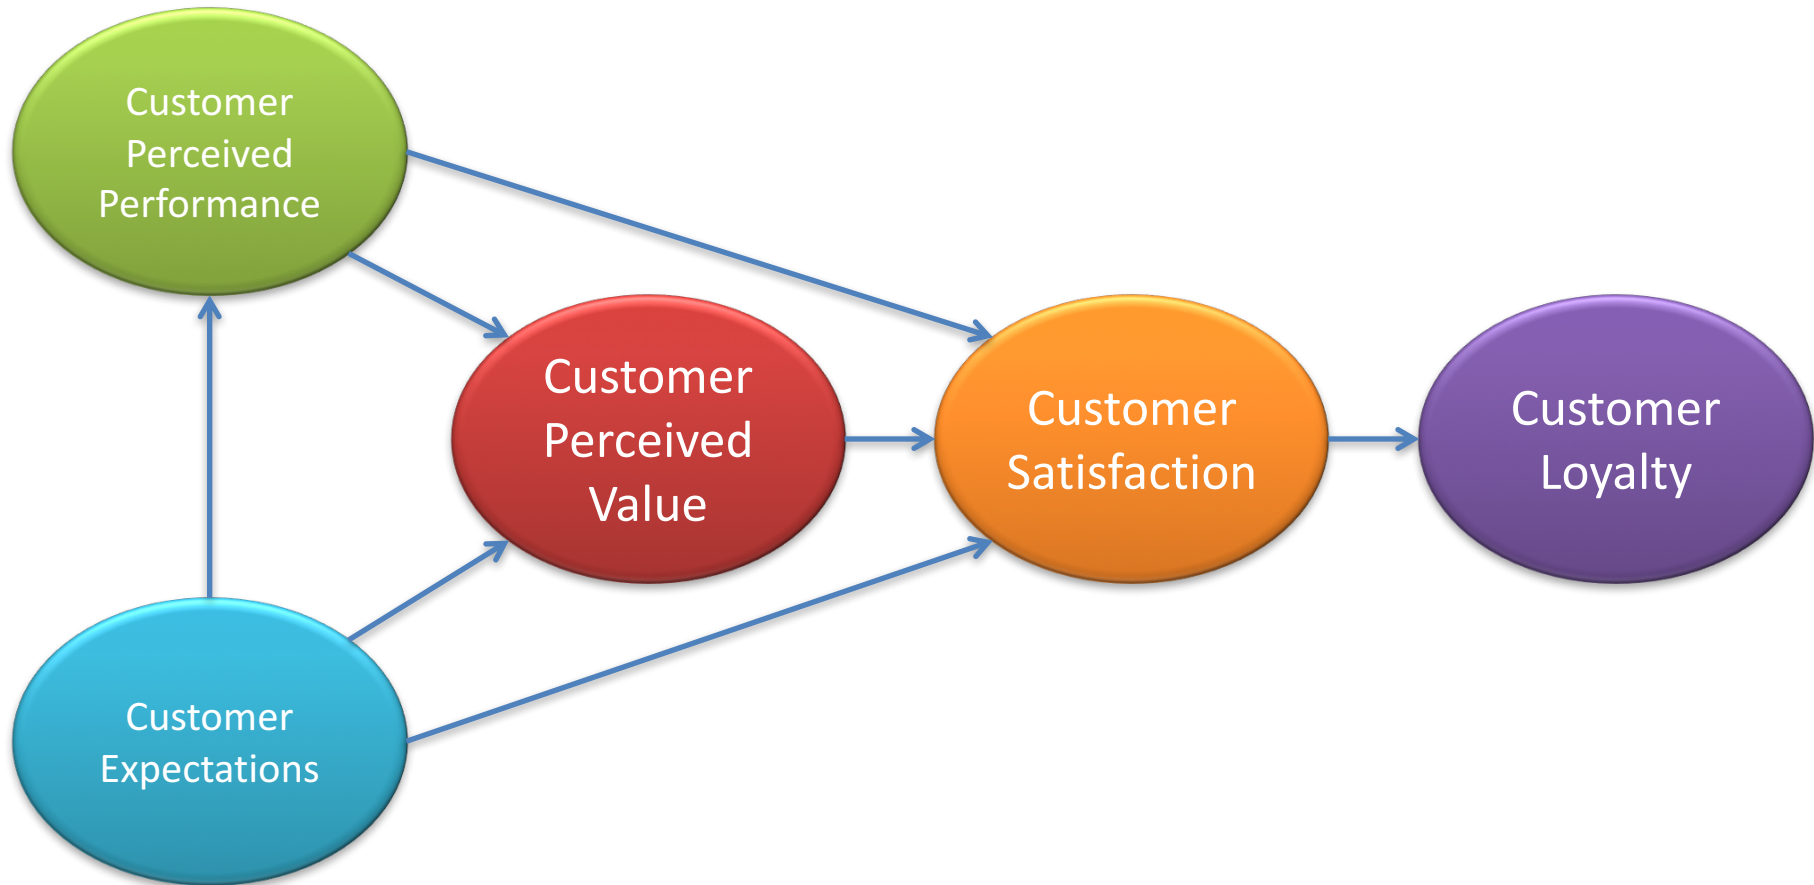 Customer
Perceived
Performance
Customer
Perceived
Value
Customer
Satisfaction
Customer
Loyalty
Customer
Expectations